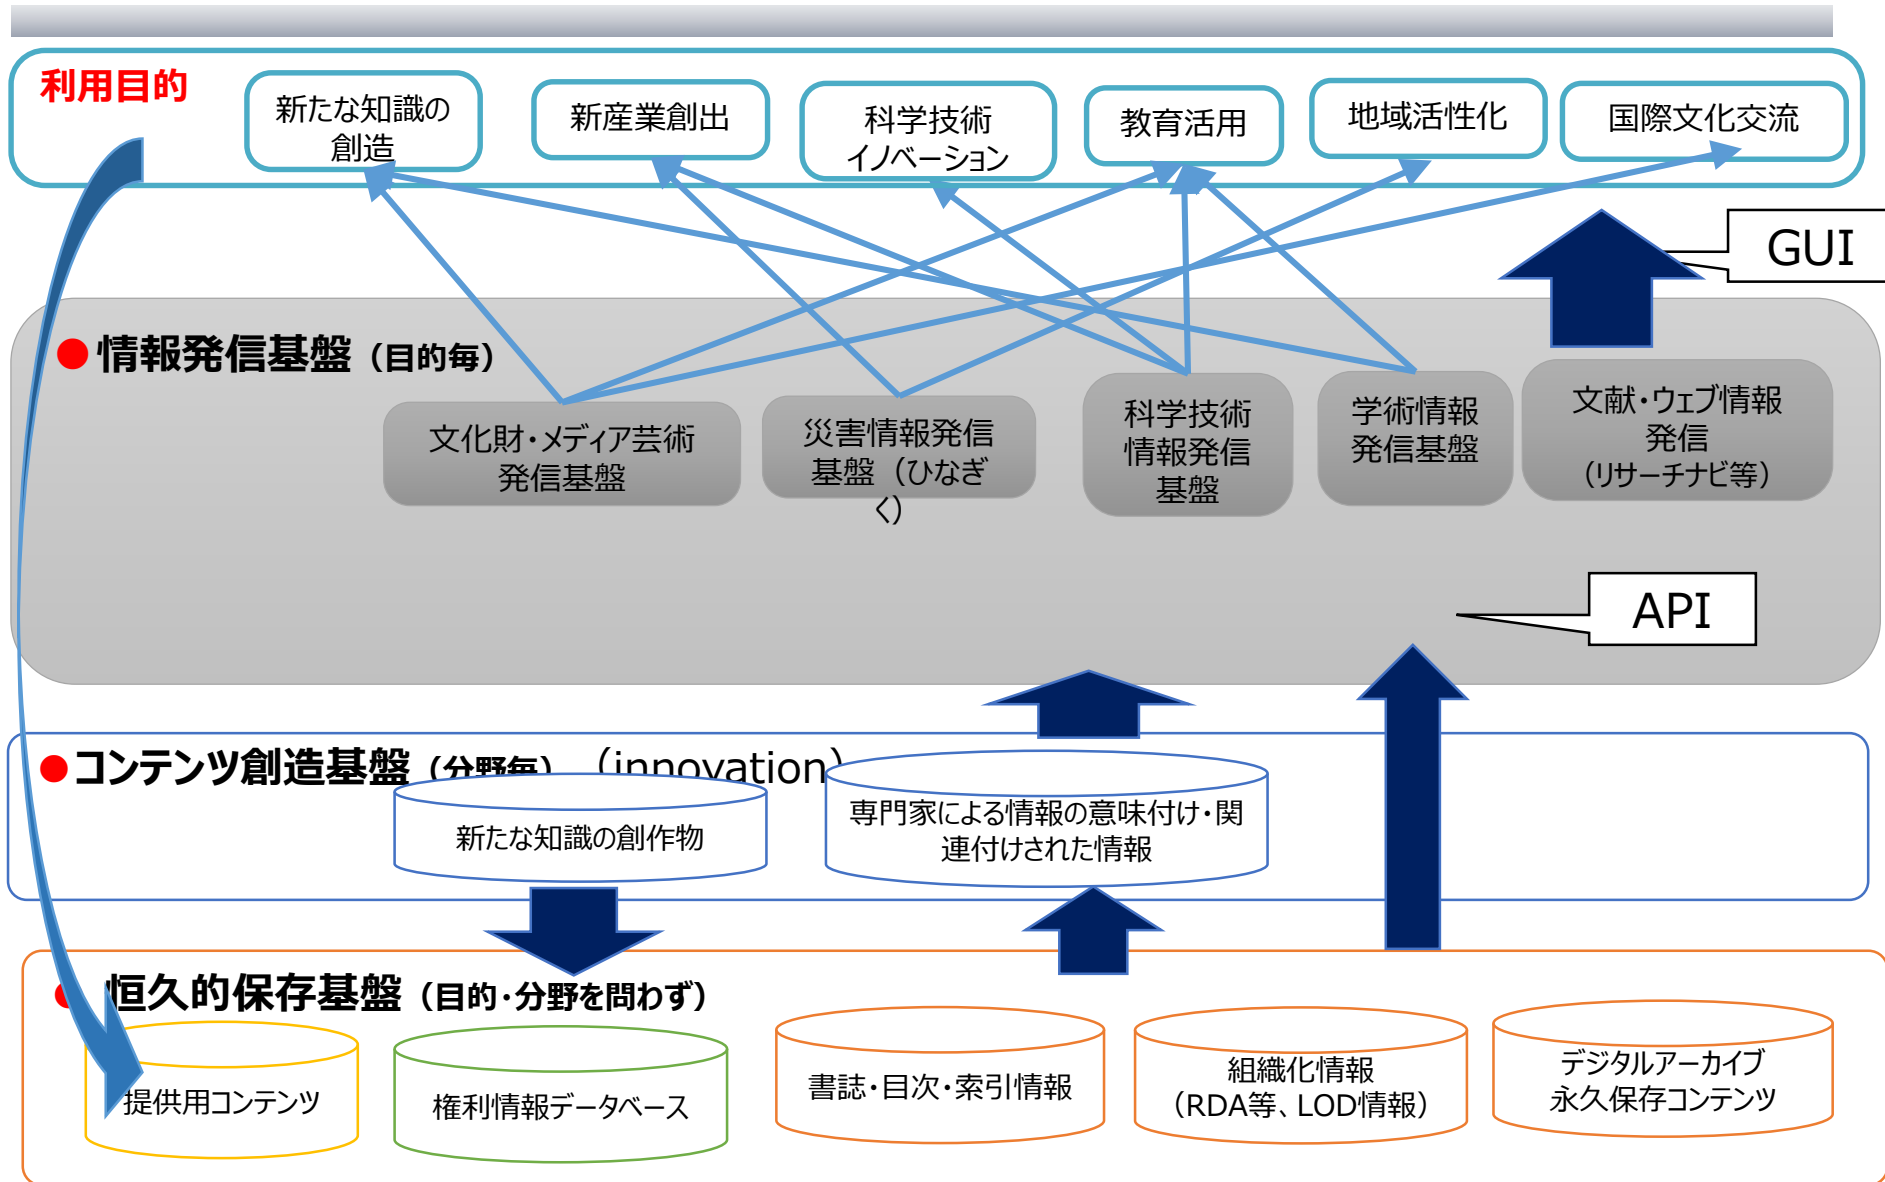 利用目的
新たな知識の
創造
新産業創出
科学技術
イノベーション
教育活用
地域活性化
国際文化交流
GUI
●情報発信基盤（目的毎）
文化財・メディア芸術
発信基盤
災害情報発信
基盤（ひなぎ
く）
科学技術
情報発信
基盤
学術情報
発信基盤
文献・ウェブ情報
発信
（リサーチナビ等）
API
●コンテンツ創造基盤（分野毎）（innovation）
新たな知識の創作物
専門家による情報の意味付け・関
連付けされた情報
●恒久的保存基盤（目的・分野を問わず）
提供用コンテンツ
権利情報データベース
書誌・目次・索引情報
組織化情報
（RDA等、LOD情報）
デジタルアーカイブ
永久保存コンテンツ